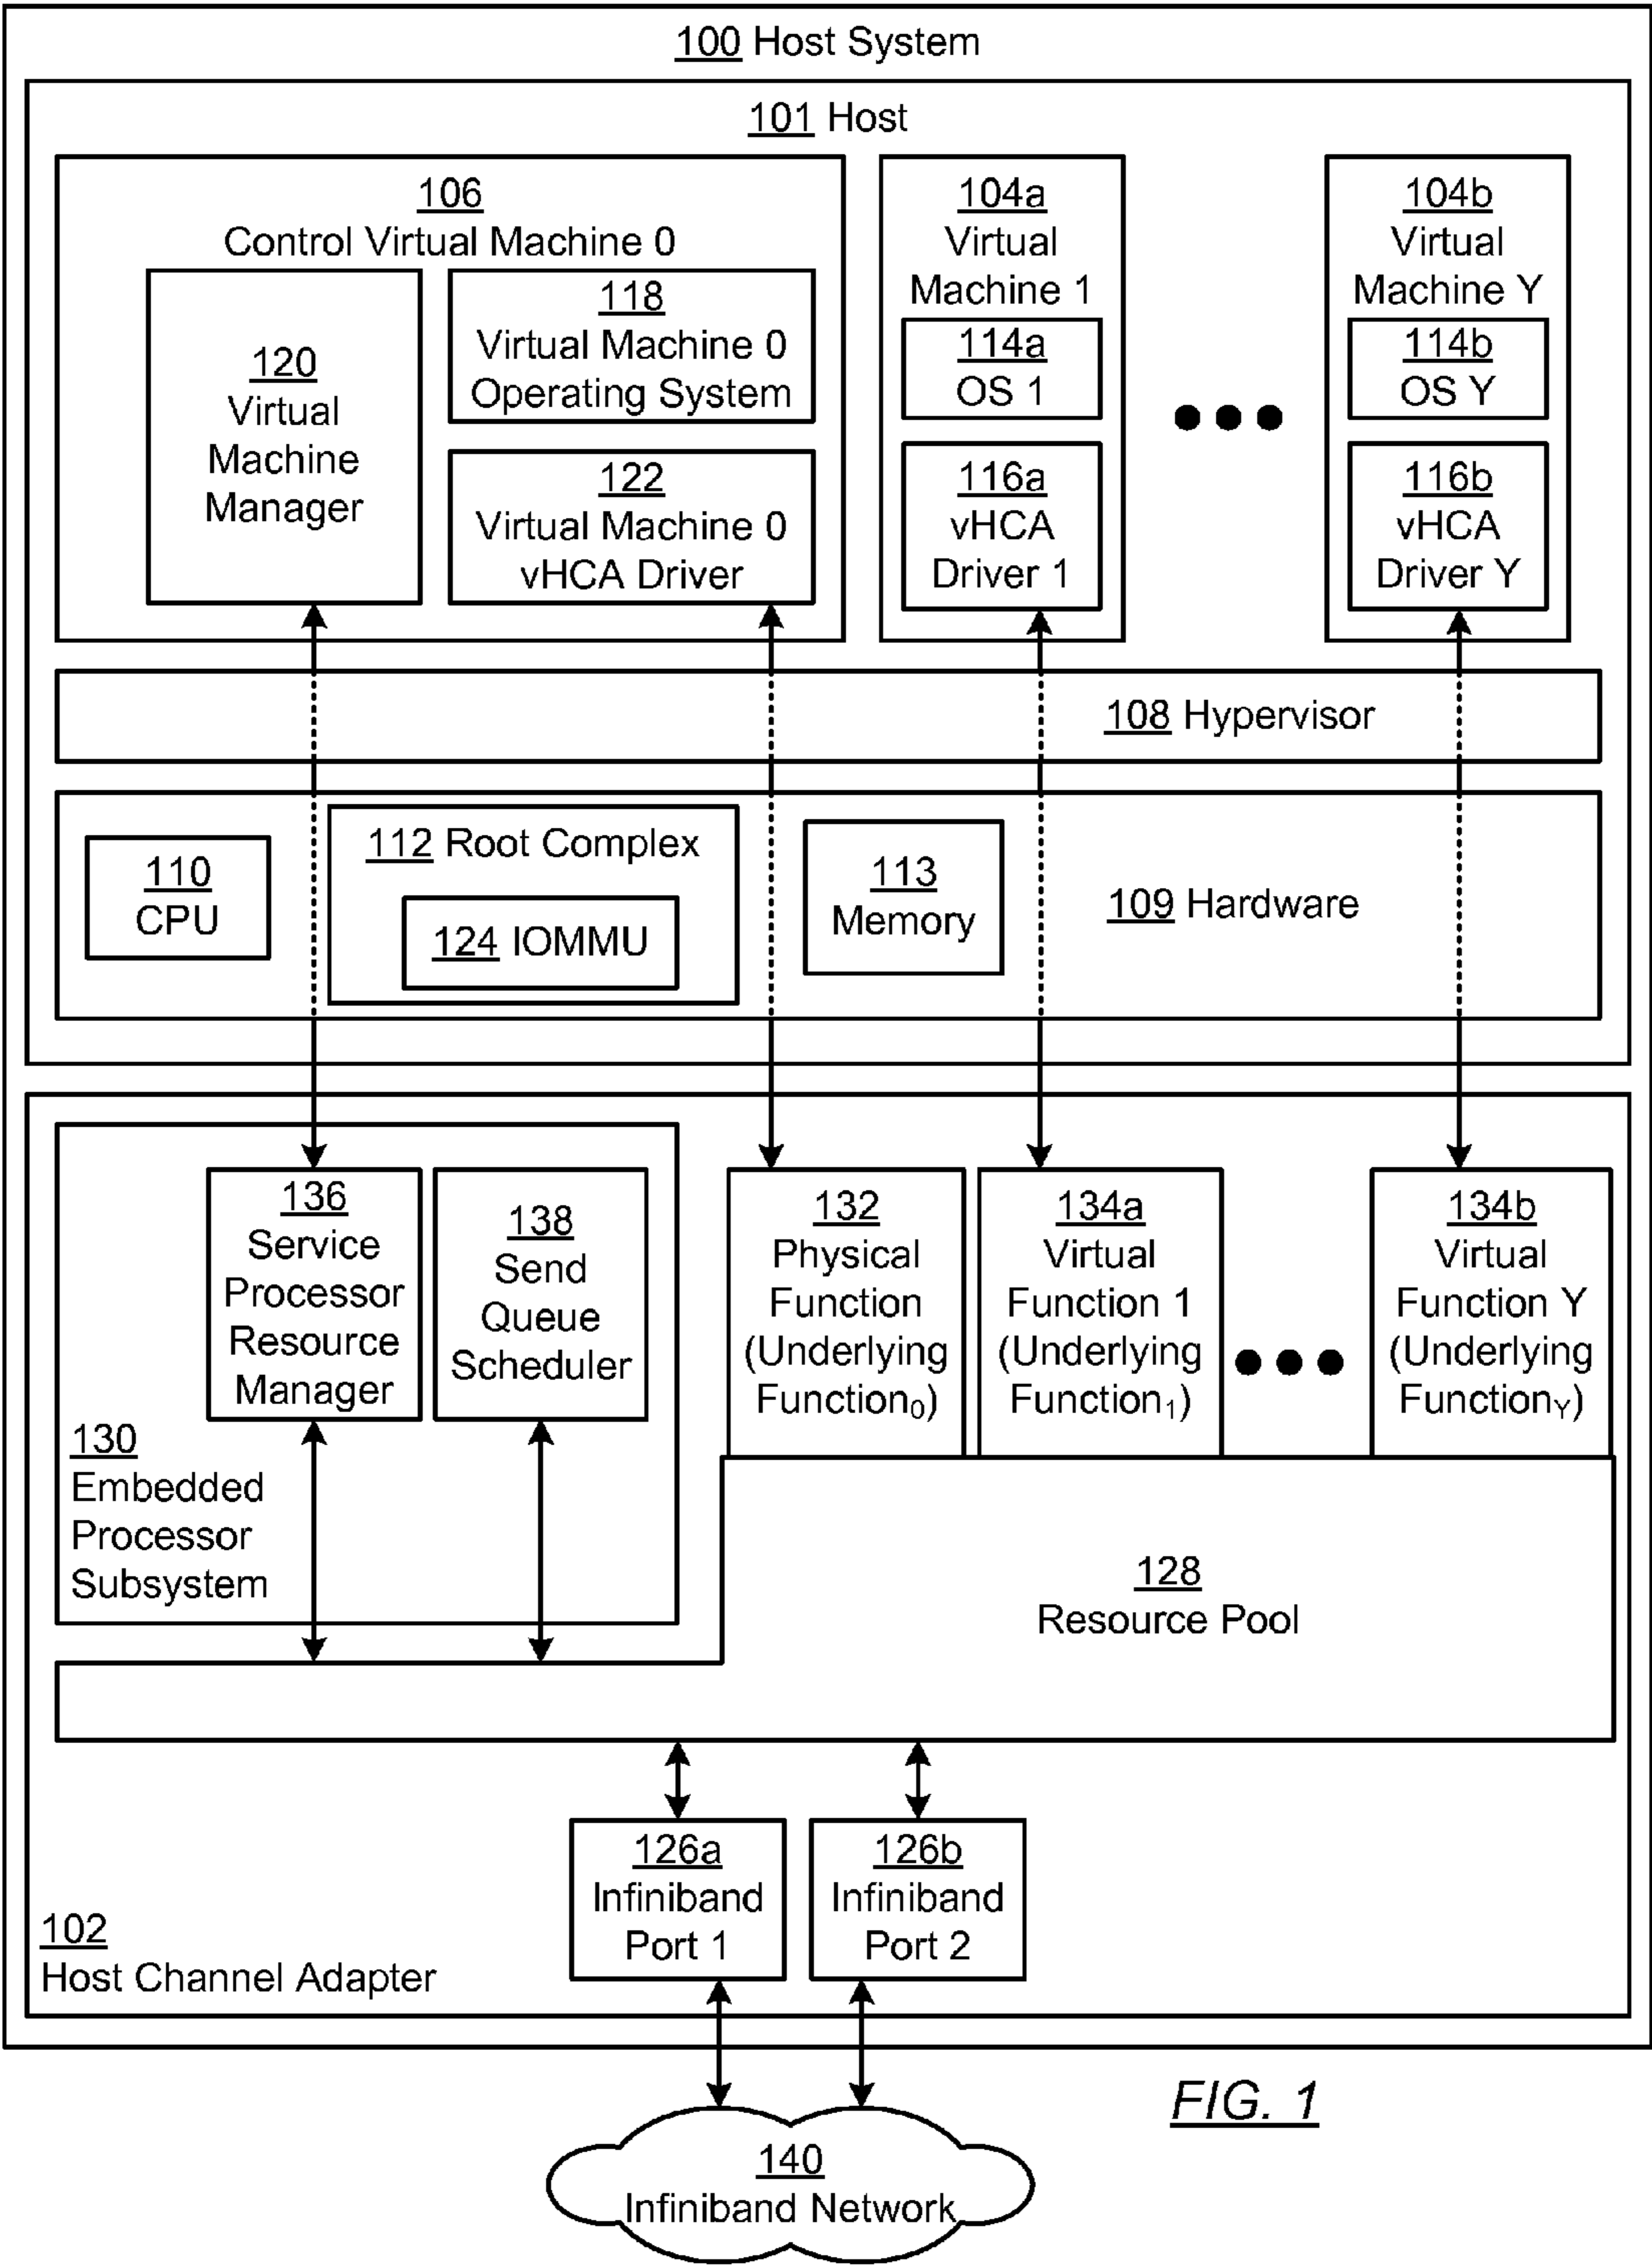 100 Host System
101 Host
106
Control Virtual Machine 0
120
Virtual
Machine
Manager
118
Virtual Machine 0
Operating System
122
Virtual Machine 0
vHCA Driver
104a
Virtual
Machine 1
114a
OS 1
116a
vHCA
Driver 1
104b
Virtual
Machine Y
114b
OS Y
116b
vHCA
Driver Y
108 Hypervisor
110
CPU
112 Root Complex
124 IOMMU
113
Memory
109 Hardware
136
Service
Processor
Resource
Manager
138
Send
Queue
Scheduler
130
Embedded
Processor
Subsystem
132
Physical
Function
(Underlying
Function₀)
134a
Virtual
Function 1
(Underlying
Function₁)
134b
Virtual
Function Y
(Underlying
FunctionY)
128
Resource Pool
126a
Infiniband
Port 1
126b
Infiniband
Port 2
102
Host Channel Adapter
140
Infiniband Network
FIG. 1